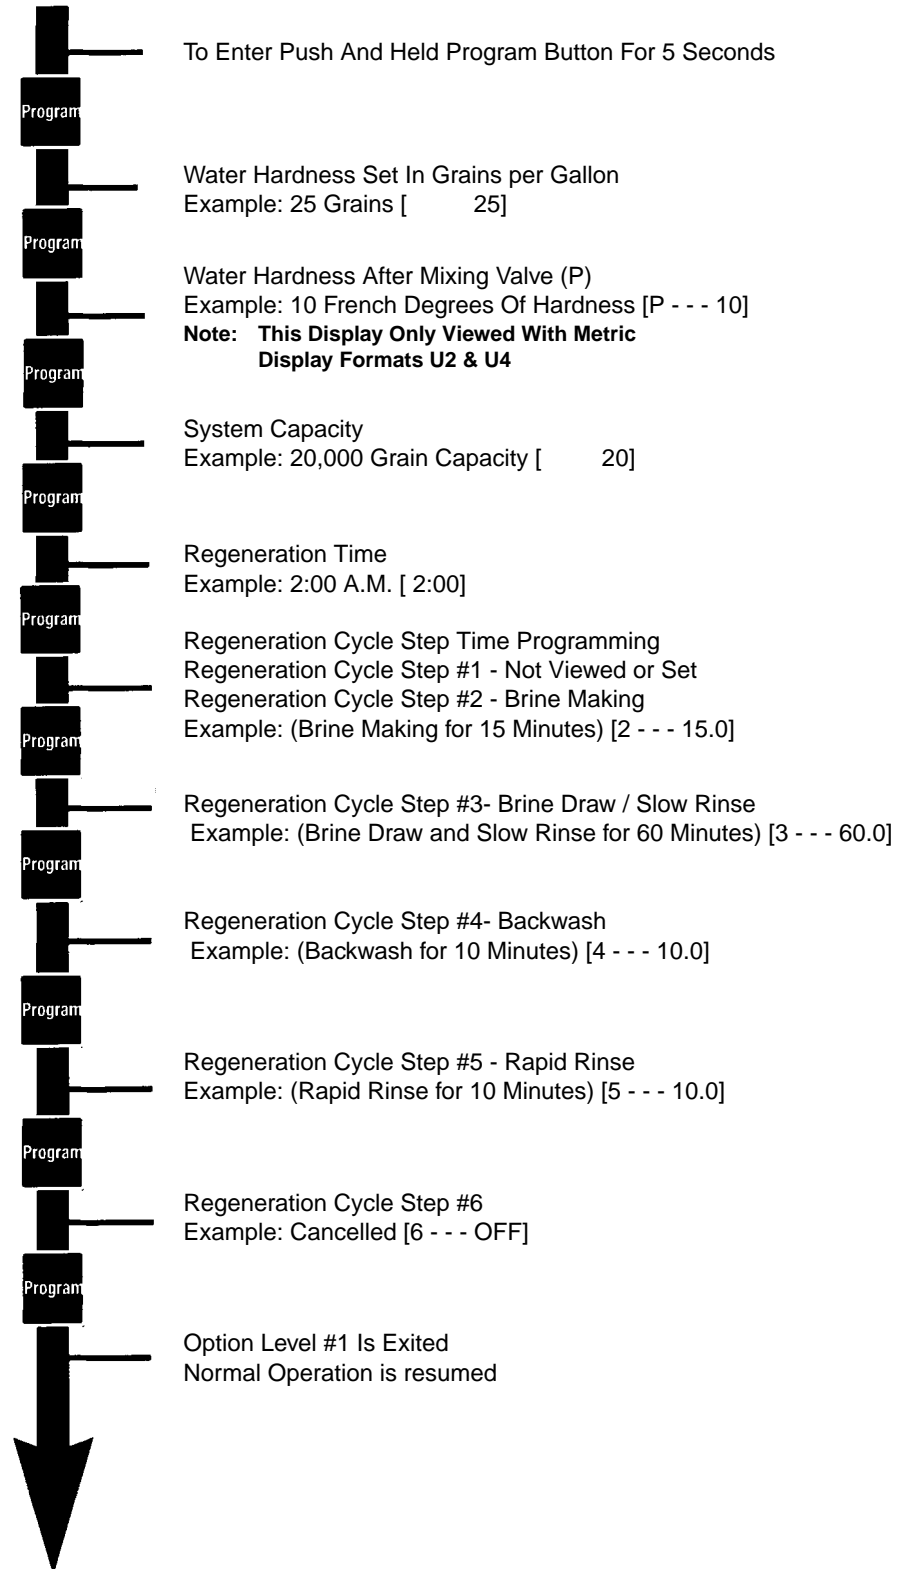 To Enter Push And Held Program Button For 5 Seconds
Program
Water Hardness Set In Grains per Gallon
Example: 25 Grains [ 25]
Program
Water Hardness After Mixing Valve (P)
Example: 10 French Degrees Of Hardness [P - - - 10]
Note: This Display Only Viewed With Metric
Display Formats U2 & U4
Program
System Capacity
Example: 20,000 Grain Capacity [ 20]
Program
Regeneration Time
Example: 2:00 A.M. [ 2:00]
Program
Regeneration Cycle Step Time Programming
Regeneration Cycle Step #1 - Not Viewed or Set
Regeneration Cycle Step #2 - Brine Making
Example: (Brine Making for 15 Minutes) [2 - - - 15.0]
Program
Regeneration Cycle Step #3- Brine Draw / Slow Rinse
Example: (Brine Draw and Slow Rinse for 60 Minutes) [3 - - - 60.0]
Program
Regeneration Cycle Step #4- Backwash
Example: (Backwash for 10 Minutes) [4 - - - 10.0]
Program
Regeneration Cycle Step #5 - Rapid Rinse
Example: (Rapid Rinse for 10 Minutes) [5 - - - 10.0]
Program
Regeneration Cycle Step #6
Example: Cancelled [6 - - - OFF]
Program
Option Level #1 Is Exited
Normal Operation is resumed